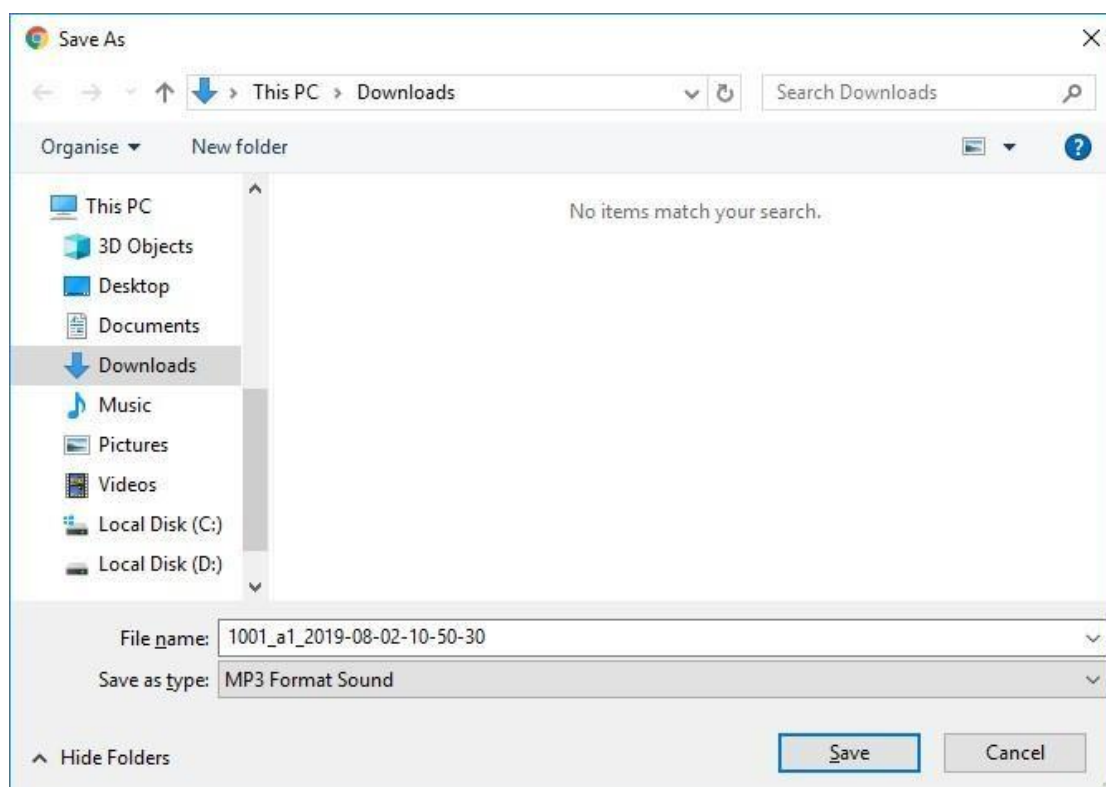 Save As
This PC > Downloads
Search Downloads
Organise
New folder
This PC
No items match your search.
3D Objects
Desktop
Documents
Downloads
Music
Pictures
Videos
Local Disk (C:)
Local Disk (D:)
File name: 1001_a1_2019-08-02-10-50-30
Save as type: MP3 Format Sound
Hide Folders
Save
Cancel